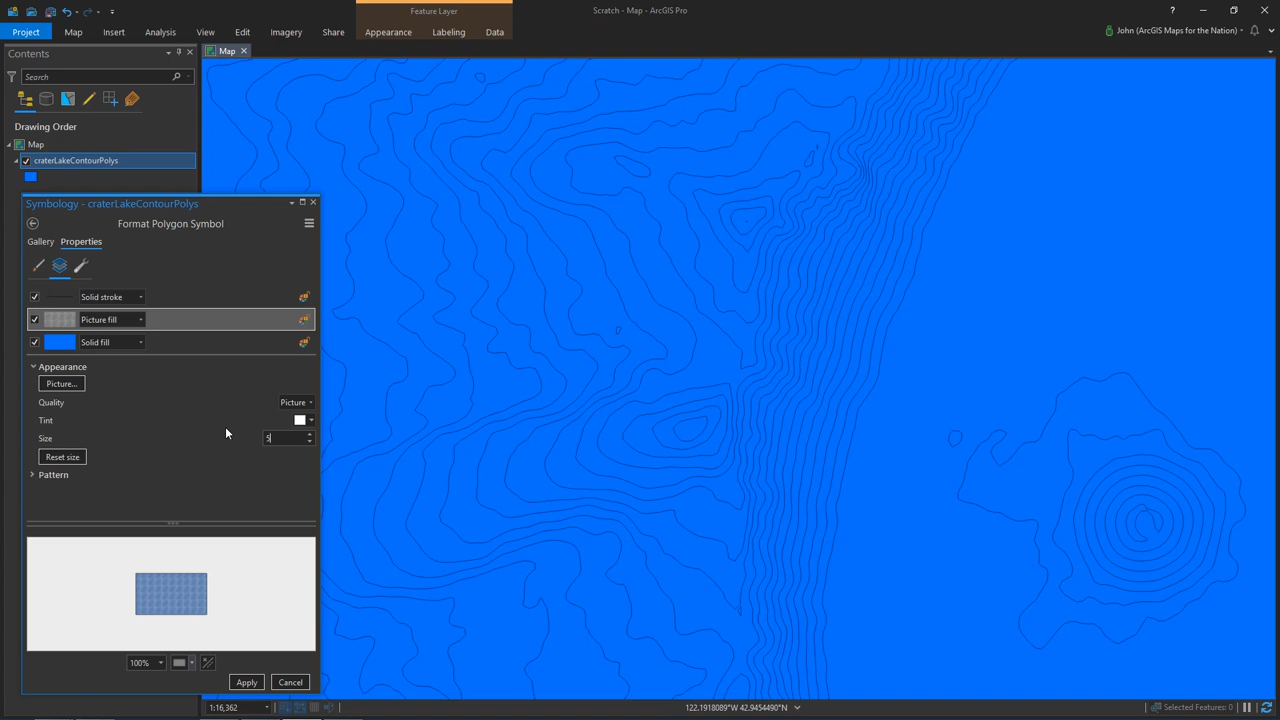 Feature Layer
Scratch - Map - ArcGIS Pro
?
Project Map Insert Analysis View Edit Imagery Share Appearance Labeling Data
John (ArcGIS Maps for the Nation)
Contents
Map
Search
Drawing Order
Map
craterLakeContourPolys
Symbology - craterLakeContourPolys
Format Polygon Symbol
Gallery Properties
Solid stroke
Picture fill
Solid fill
Appearance
Picture...
Quality Picture
Tint
Size 5
Reset size
Pattern
100%
Apply Cancel
1:16,362
122.1918089°W 42.9454490°N
Selected Features: 0